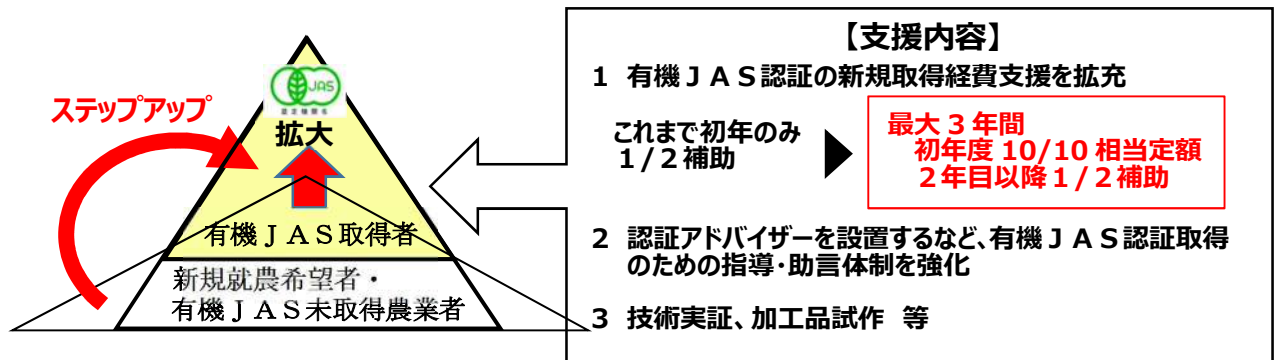 ステップアップ
JAS
認定機関名
拡大
有機ＪＡＳ取得者
新規就農希望者・
有機ＪＡＳ未取得農業者
【支援内容】
1 有機ＪＡＳ認証の新規取得経費支援を拡充
これまで初年のみ
１/２補助
最大３年間
初年度 10/10 相当定額
２年目以降１/２補助
2 認証アドバイザーを設置するなど、有機ＪＡＳ認証取得
のための指導・助言体制を強化
3 技術実証、加工品試作 等